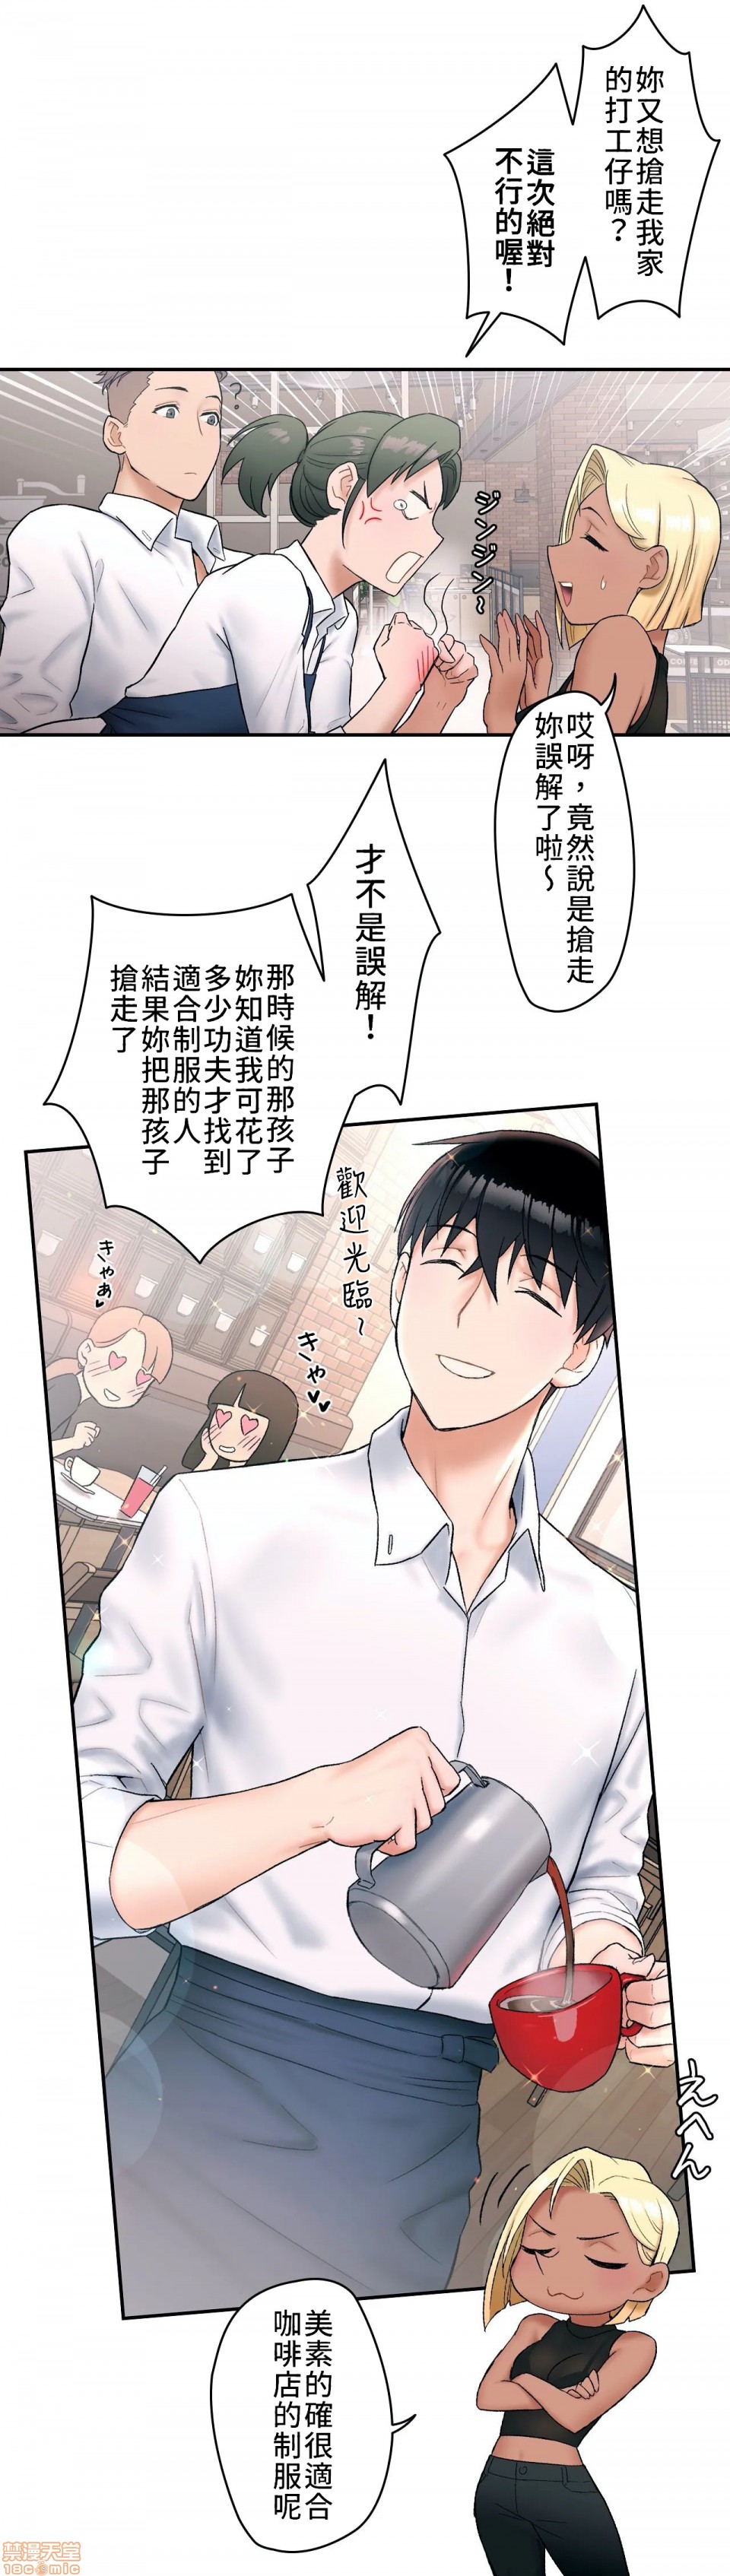 妳又想搶走我家
的打工仔嗎？
這次絕對
不行的喔！
?
ジンジン~
哎呀，竟然說是搶走
妳誤解了啦~
才不是誤解！
那時候的那孩子
妳知道我可花了
多少功夫才找到
適合制服的人
結果妳把那孩子
搶走了
歡迎光臨~
きゃあ♥
きゃ♥♥
えへん
美素的確很適合
咖啡店的制服呢
禁漫天堂
18comic